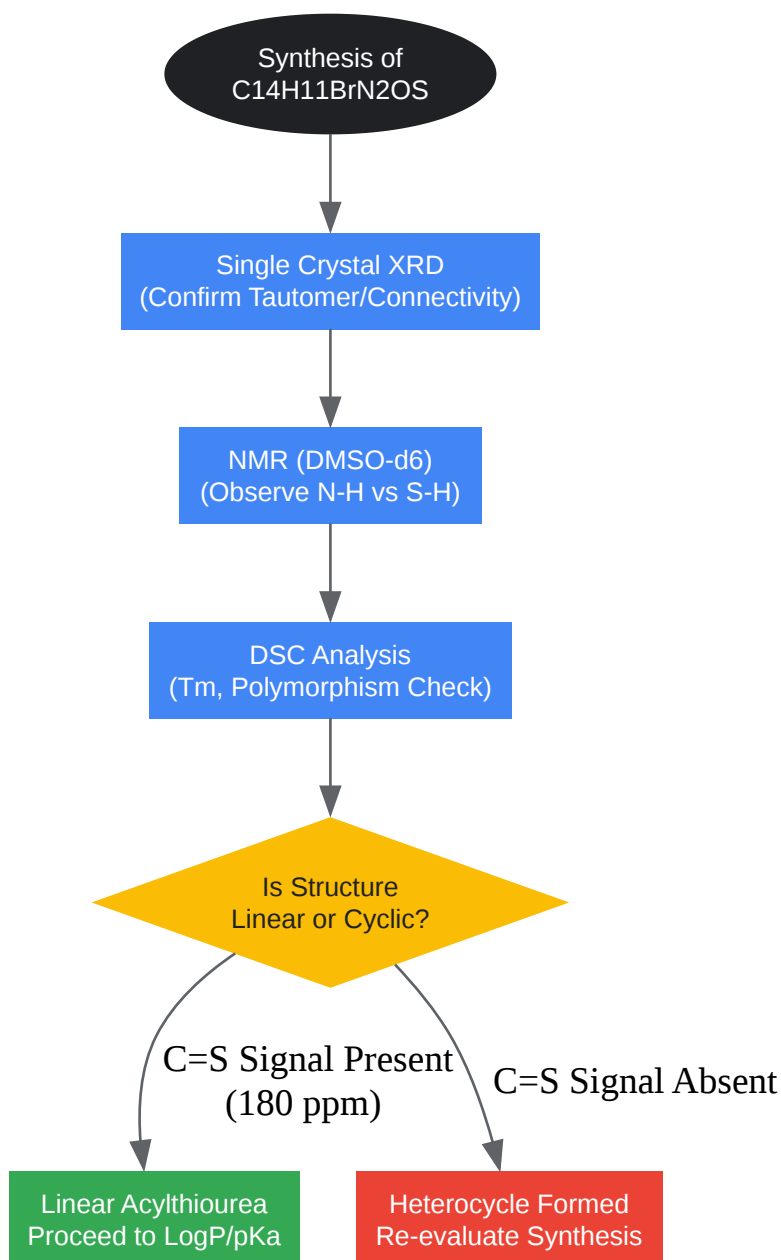 Synthesis of
C14H11BrN2OS
Single Crystal XRD
(Confirm Tautomer/Connectivity)
NMR (DMSO-d6)
(Observe N-H vs S-H)
DSC Analysis
(Tm, Polymorphism Check)
Is Structure
Linear or Cyclic?
C=S Signal Present
(180 ppm)
C=S Signal Absent
Linear Acylthiourea
Proceed to LogP/pKa
Heterocycle Formed
Re-evaluate Synthesis